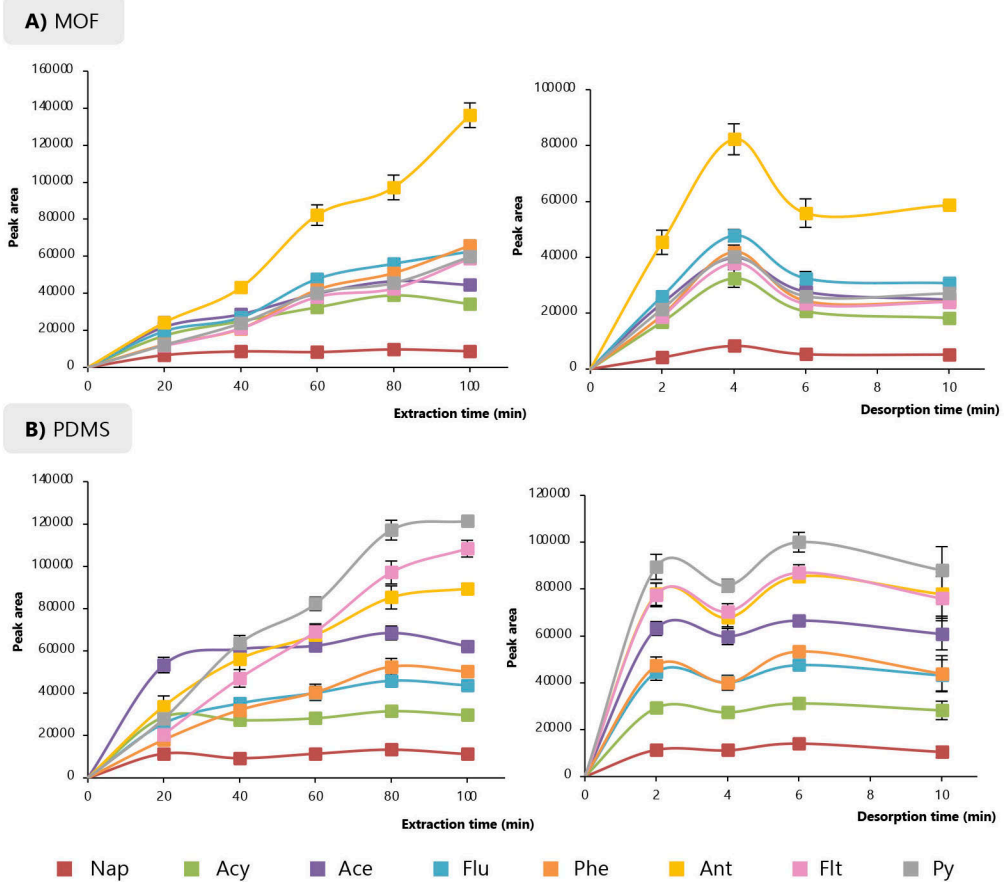 A) MOF
160000
140000
120000
100000
80000
60000
40000
20000
0
Peak area
0 20 40 60 80 100
Extraction time (min)
100000
80000
60000
40000
20000
0
Peak area
0 2 4 6 8 10
Desorption time (min)
B) PDMS
140000
120000
100000
80000
60000
40000
20000
0
Peak area
0 20 40 60 80 100
Extraction time (min)
120000
100000
80000
60000
40000
20000
0
Peak area
0 2 4 6 8 10
Desorption time (min)
Nap Acy Ace Flu Phe Ant Flt Py